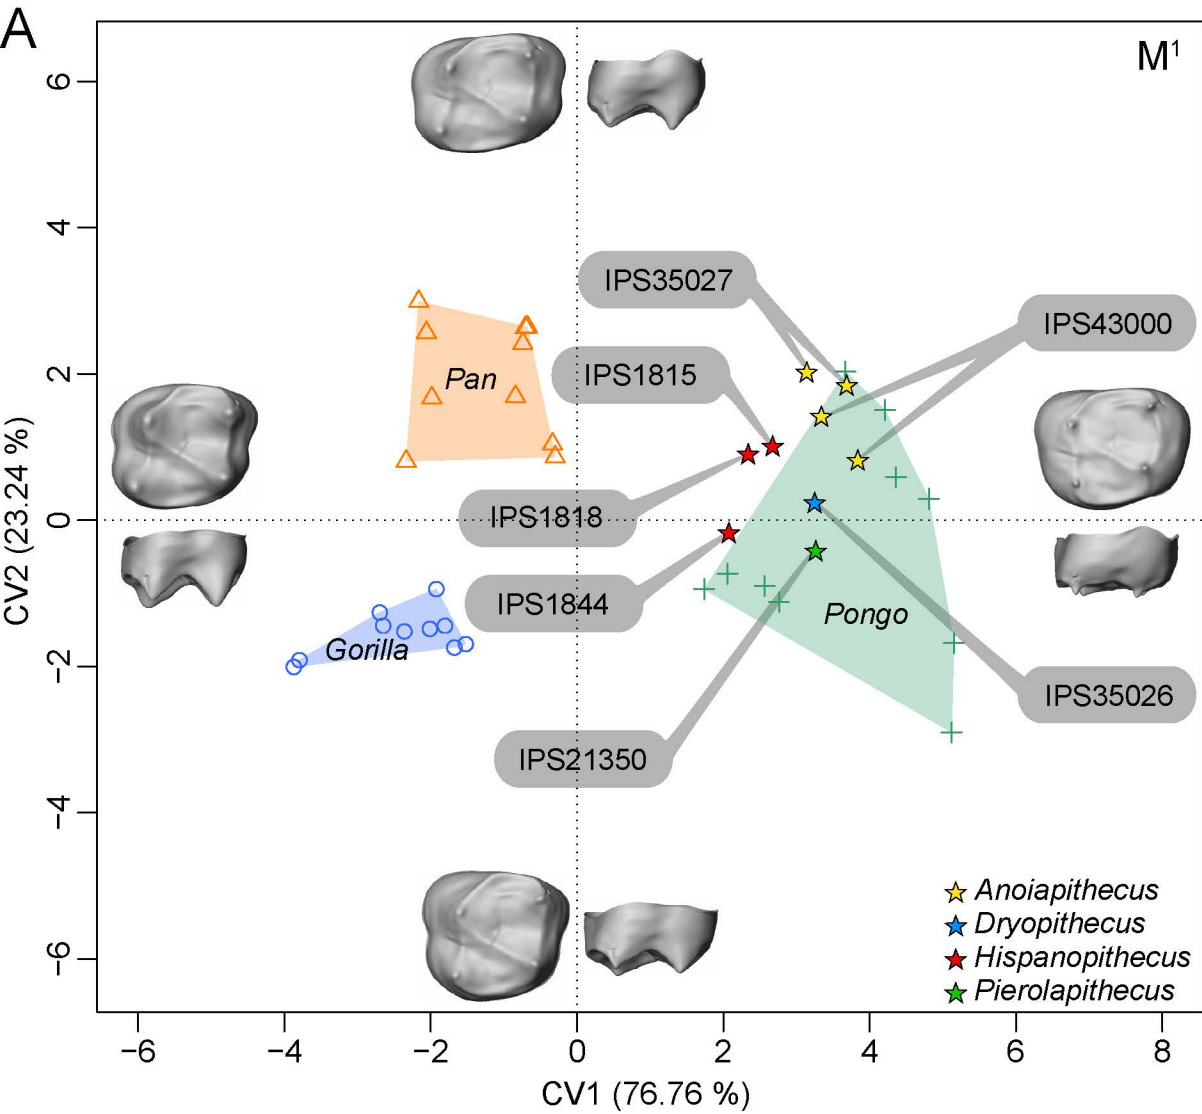 A
M¹
6
4
2
0
−2
−4
−6
CV2 (23.24 %)
IPS35027
IPS43000
IPS1815
Pan
IPS1818
IPS1844
Pongo
Gorilla
IPS35026
IPS21350
Anoiapithecus
Dryopithecus
Hispanopithecus
Pierolapithecus
−6 −4 −2 0 2 4 6 8
CV1 (76.76 %)